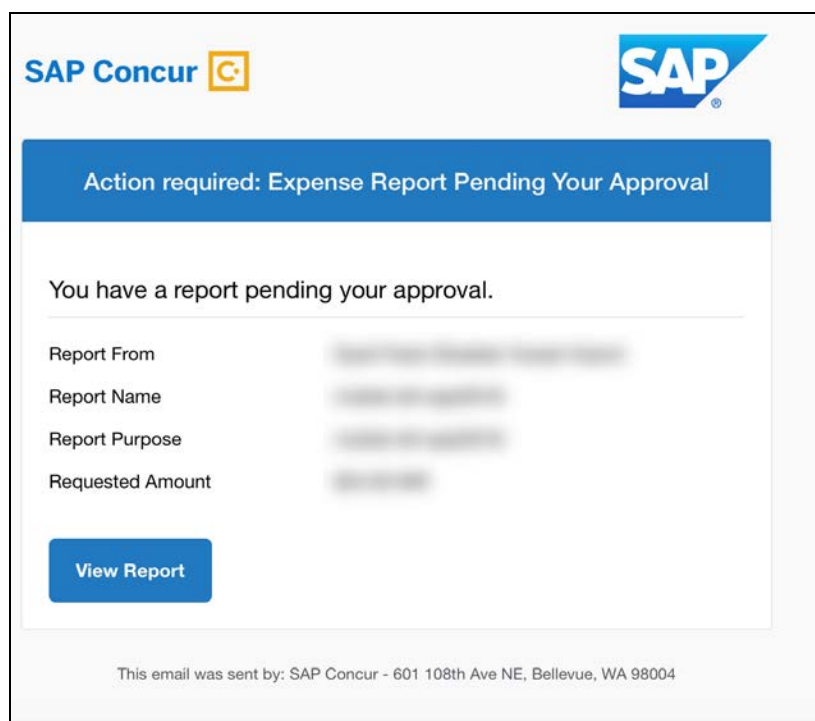 SAP Concur C
SAP ®
Action required: Expense Report Pending Your Approval
You have a report pending your approval.
Report From
Report Name
Report Purpose
Requested Amount
View Report
This email was sent by: SAP Concur - 601 108th Ave NE, Bellevue, WA 98004